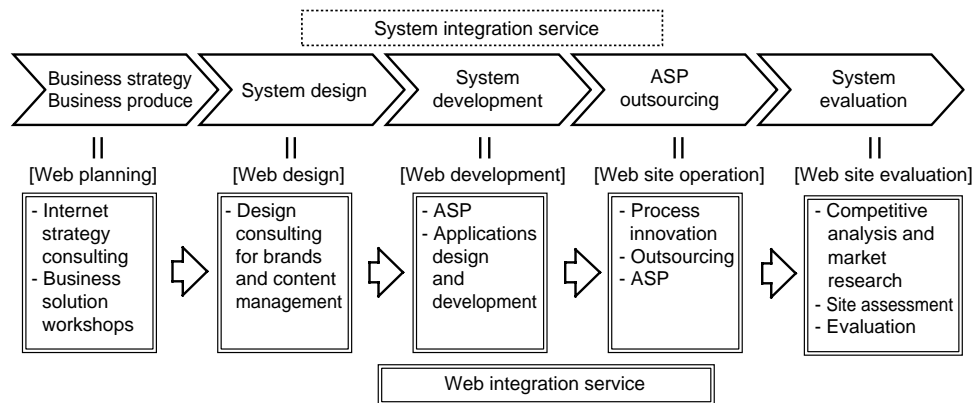 System integration service
Business strategy
Business produce
System design
System
development
ASP
outsourcing
System
evaluation
[Web planning]
[Web design]
[Web development]
[Web site operation]
[Web site evaluation]
- Internet
strategy
consulting
- Business
solution
workshops
- Design
consulting
for brands
and content
management
- ASP
- Applications
design
and
development
- Process
innovation
- Outsourcing
- ASP
- Competitive
analysis and
market
research
- Site assessment
- Evaluation
Web integration service